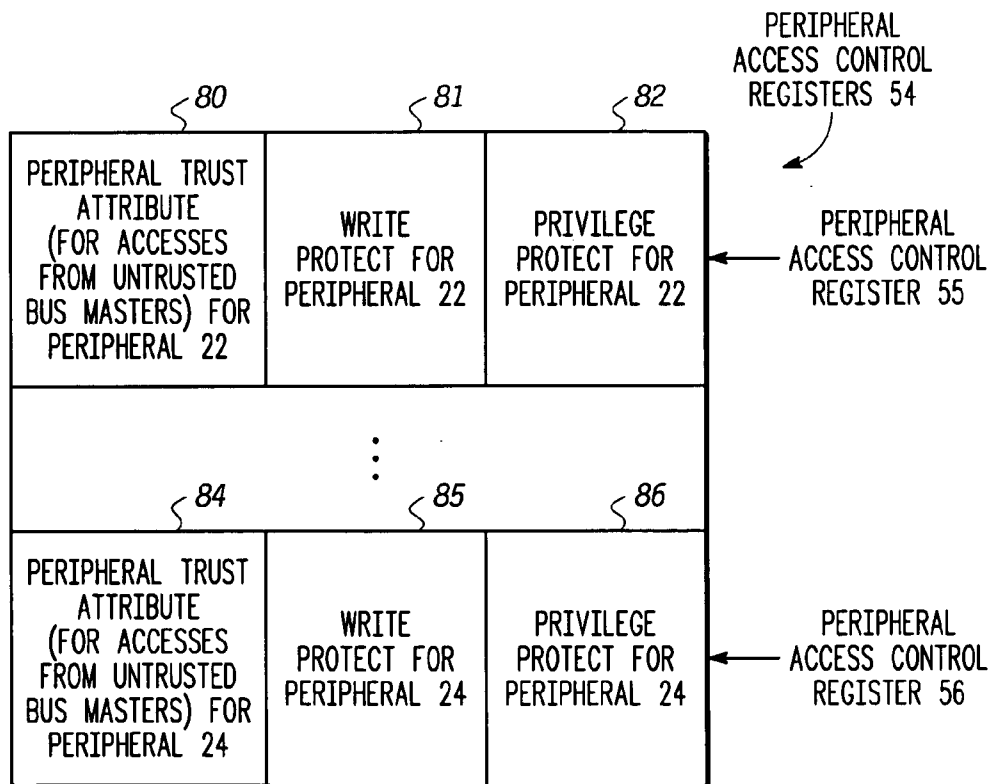 PERIPHERAL
ACCESS CONTROL
REGISTERS 54
80
81
82
PERIPHERAL TRUST
ATTRIBUTE
(FOR ACCESSES
FROM UNTRUSTED
BUS MASTERS) FOR
PERIPHERAL 22
WRITE
PROTECT FOR
PERIPHERAL 22
PRIVILEGE
PROTECT FOR
PERIPHERAL 22
PERIPHERAL
ACCESS CONTROL
REGISTER 55
84
85
86
PERIPHERAL TRUST
ATTRIBUTE
(FOR ACCESSES
FROM UNTRUSTED
BUS MASTERS) FOR
PERIPHERAL 24
WRITE
PROTECT FOR
PERIPHERAL 24
PRIVILEGE
PROTECT FOR
PERIPHERAL 24
PERIPHERAL
ACCESS CONTROL
REGISTER 56